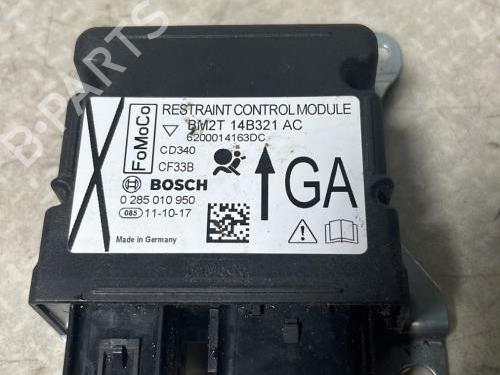 B-PARTS
FoMoCo
RESTRAINT CONTROL MODULE
BM2T 14B321 AC
6200014163DC
CD340
CF33B
BOSCH
0 285 010 950
085 11-10-17
GA
Made in Germany